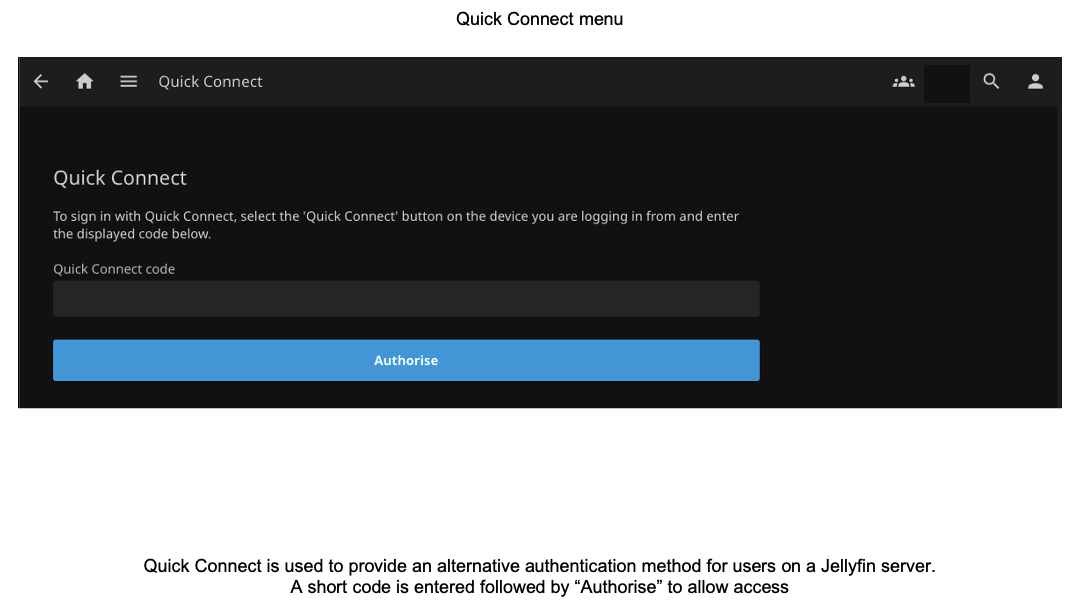 Quick Connect menu
Quick Connect
Quick Connect
To sign in with Quick Connect, select the 'Quick Connect' button on the device you are logging in from and enter
the displayed code below.
Quick Connect code
Authorise
Quick Connect is used to provide an alternative authentication method for users on a Jellyfin server.
A short code is entered followed by “Authorise” to allow access